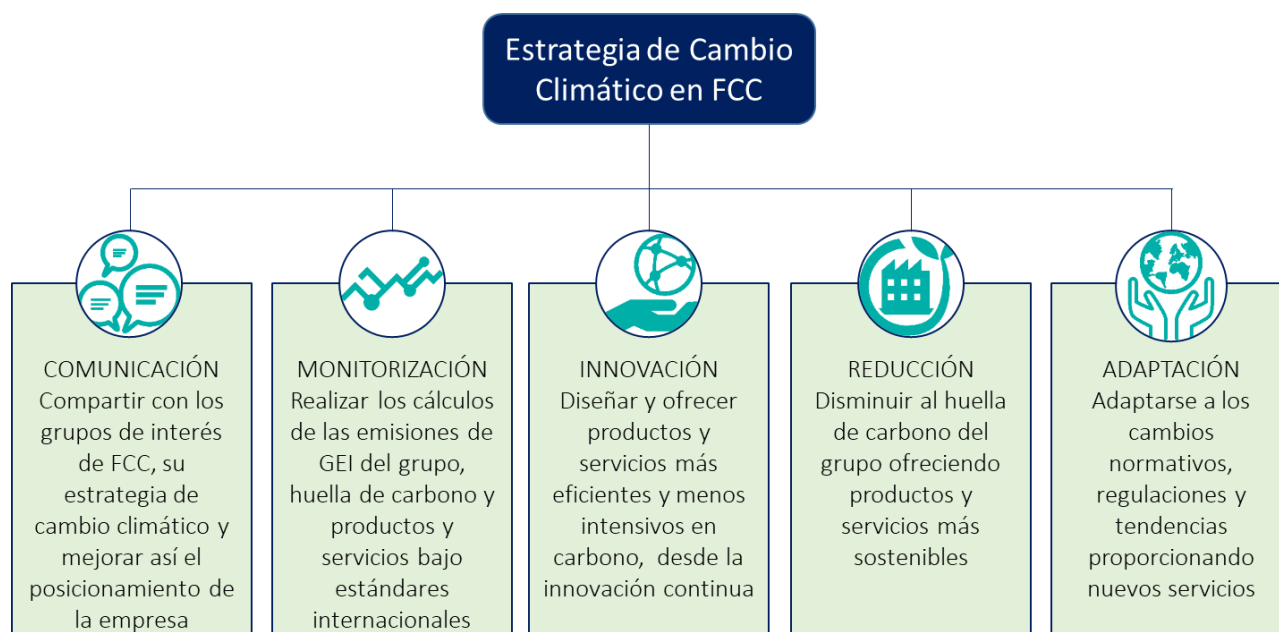 Estrategia de Cambio
Climático en FCC
COMUNICACIÓN
Compartir con los
grupos de interés
de FCC, su
estrategia de
cambio climático y
mejorar así el
posicionamiento de
la empresa
MONITORIZACIÓN
Realizar los cálculos
de las emisiones de
GEI del grupo,
huella de carbono y
productos y
servicios bajo
estándares
internacionales
INNOVACIÓN
Diseñar y ofrecer
productos y
servicios más
eficientes y menos
intensivos en
carbono, desde la
innovación continua
REDUCCIÓN
Disminuir al huella
de carbono del
grupo ofreciendo
productos y
servicios más
sostenibles
ADAPTACIÓN
Adaptarse a los
cambios
normativos,
regulaciones y
tendencias
proporcionando
nuevos servicios